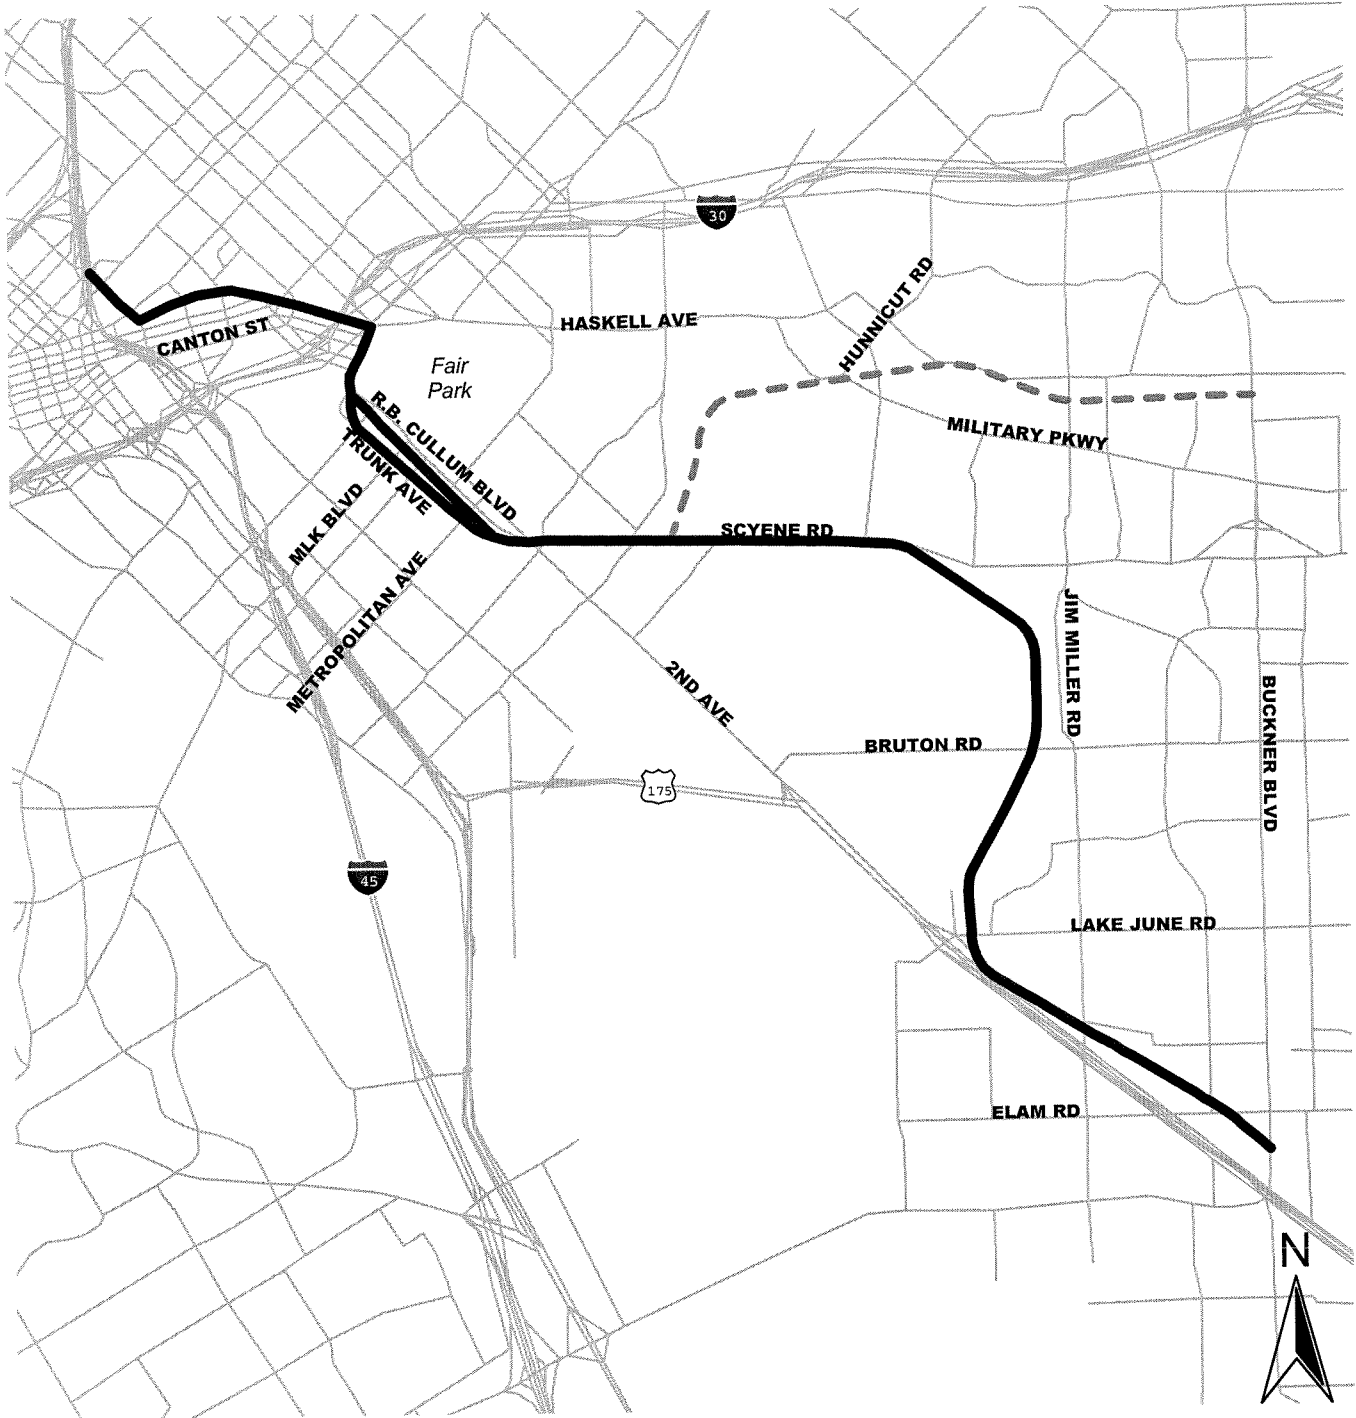 30
HUNNICUT RD
HASKELL AVE
CANTON ST
Fair
Park
R.B. CULLUM BLVD
MILITARY PKWY
TRUNK AVE
MLK BLVD
SCYENE RD
METROPOLITAN AVE
JIM MILLER RD
2ND AVE
BUCKNER BLVD
BRUTON RD
175
45
LAKE JUNE RD
ELAM RD
N